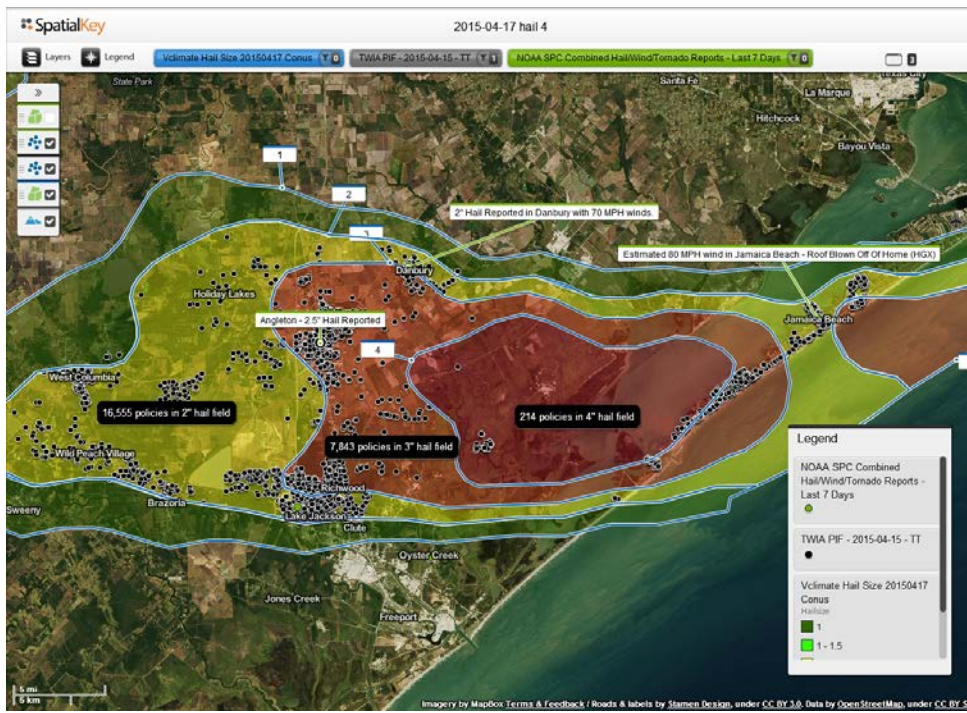 SpatialKey
2015-04-17 hail 4
Layers
Legend
Vclimate Hail Size 20150417 Conus
0
TWIA PIF - 2015-04-15 - TT
1
NOAA SPC Combined Hail/Wind/Tornado Reports - Last 7 Days
0
3
State Park
Santa Fe
Texas City
La Marque
Hitchcock
Bayou Vista
1
2
2" Hail Reported in Danbury with 70 MPH winds.
3
Estimated 80 MPH wind in Jamaica Beach - Roof Blown Off Of Home (HGX)
Danbury
Holiday Lakes
Angleton - 2.5" Hail Reported
Jamaica Beach
4
West Columbia
16,555 policies in 2" hail field
214 policies in 4" hail field
7,843 policies in 3" hail field
Wild Peach Village
Richwood
Brazoria
Sweeny
Lake Jackson
Clute
Oyster Creek
Jones Creek
Freeport
Legend
NOAA SPC Combined
Hail/Wind/Tornado Reports -
Last 7 Days
TWIA PIF - 2015-04-15 - TT
Vclimate Hail Size 20150417
Conus
Hailsize
1
1 - 1.5
5 mi
5 km
Imagery by MapBox Terms & Feedback / Roads & labels by Stamen Design, under CC BY 3.0. Data by OpenStreetMap, under CC BY S